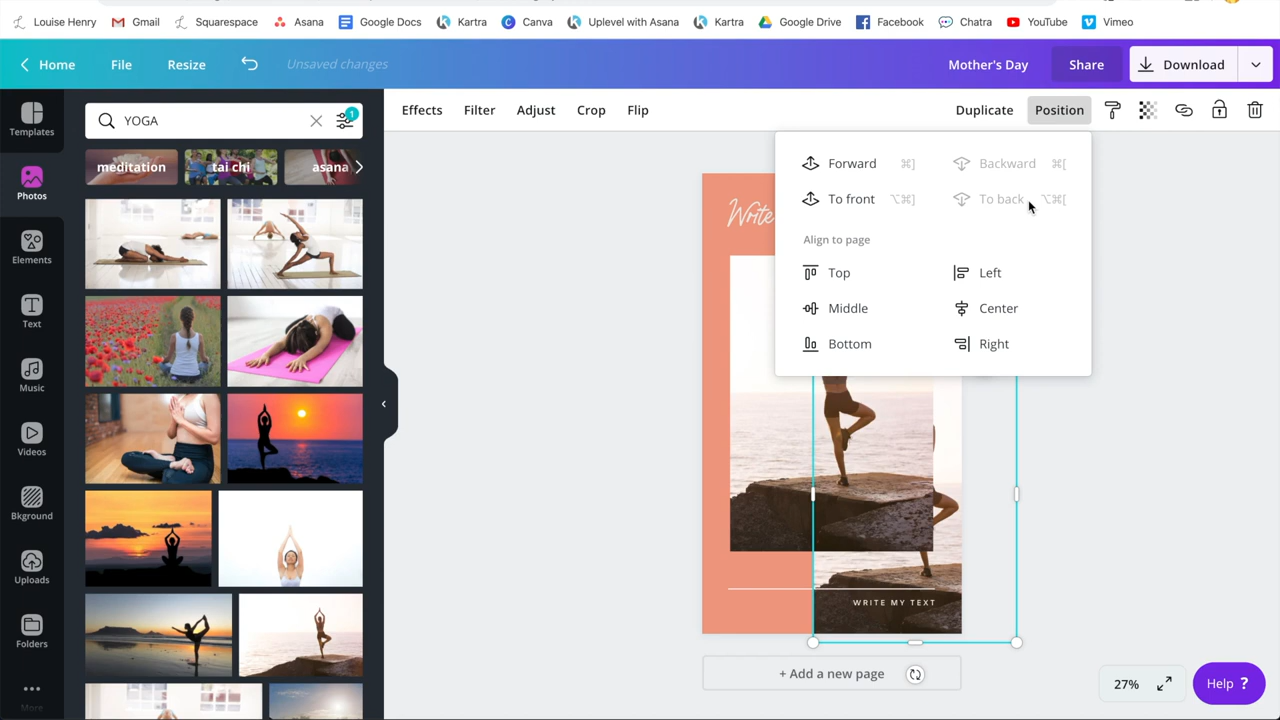 Louise Henry Gmail Squarespace Asana Google Docs Kartra Canva Uplevel with Asana Kartra Google Drive Facebook Chatra YouTube Vimeo
Home File Resize Unsaved changes Mother's Day Share Download
Templates
YOGA 1
Effects Filter Adjust Crop Flip Duplicate Position
meditation tai chi asana
Photos
Elements
Text
Music
Videos
Bkground
Uploads
Folders
More
Forward ⌘] Backward ⌘[
To front ⌥⌘] To back ⌥⌘[
Align to page
Top Left
Middle Center
Bottom Right
Write
WRITE MY TEXT
+ Add a new page
27% Help ?